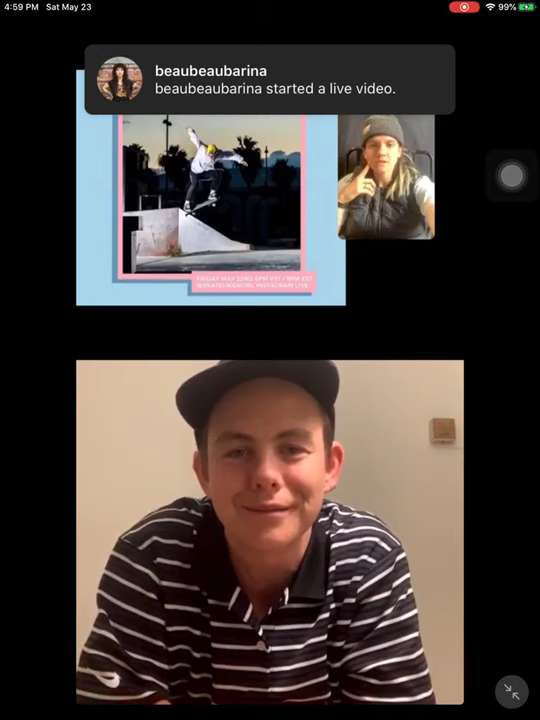 4:59 PM Sat May 23
99%
beaubeaubarina
beaubeaubarina started a live video.
FRIDAY MAY 22ND 6PM PST / 9PM EST
@SKATELIKEAGIRL INSTAGRAM LIVE